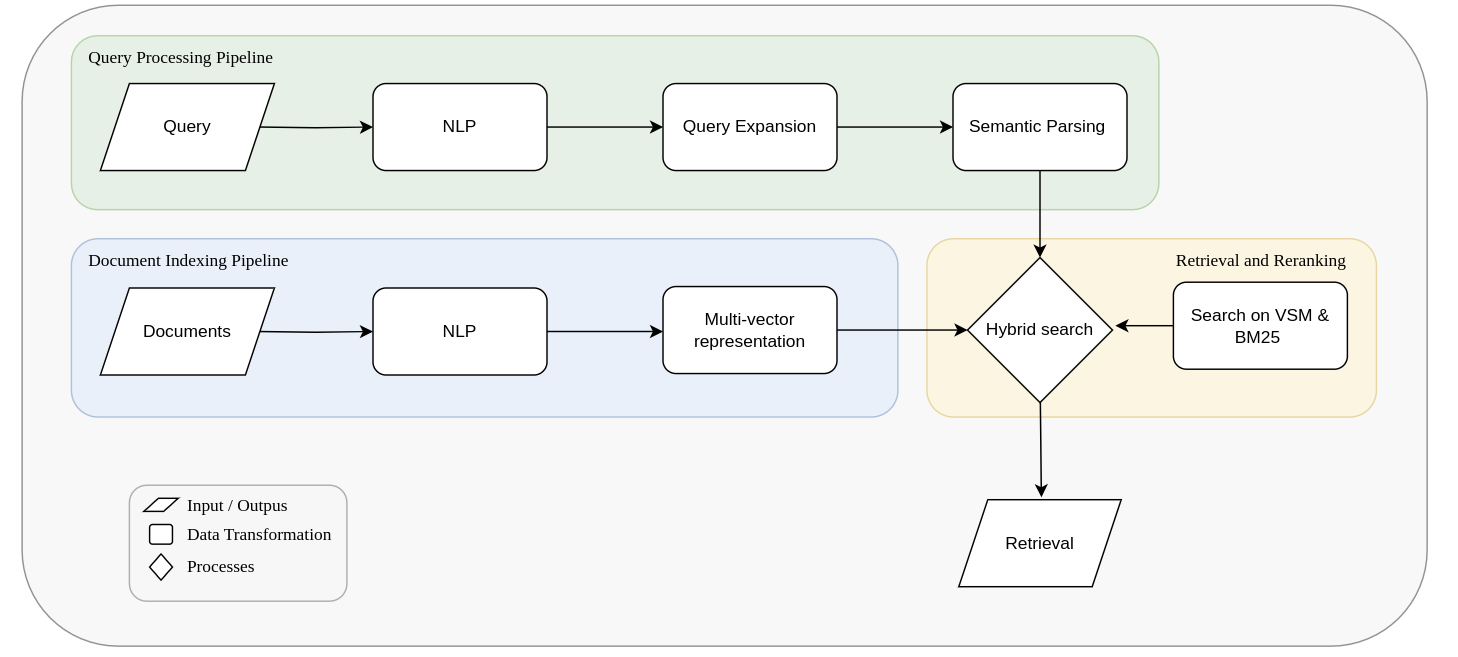 Query Processing Pipeline
Query
NLP
Query Expansion
Semantic Parsing
Document Indexing Pipeline
Documents
NLP
Multi-vector
representation
Retrieval and Reranking
Hybrid search
Search on VSM &
BM25
Input / Outpus
Data Transformation
Processes
Retrieval